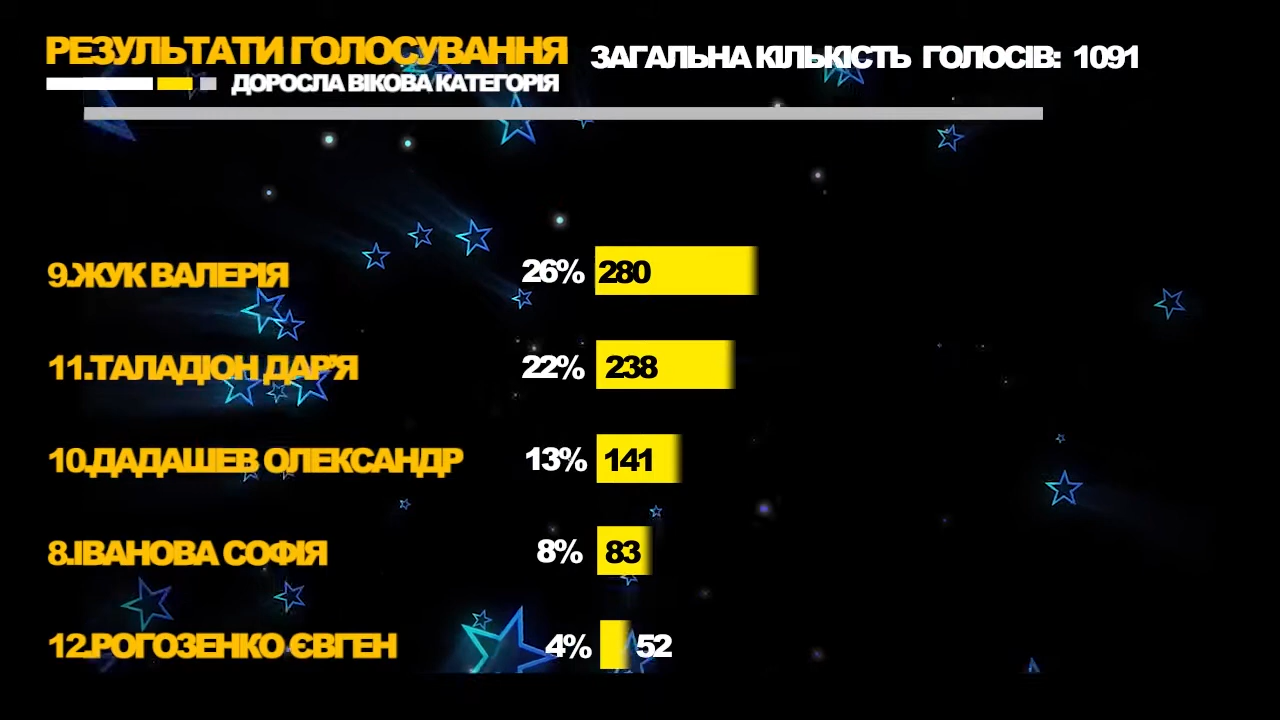 РЕЗУЛЬТАТИ ГОЛОСУВАННЯ ЗАГАЛЬНА КІЛЬКІСТЬ ГОЛОСІВ: 1091
ДОРОСЛА ВІКОВА КАТЕГОРІЯ
9.ЖУК ВАЛЕРІЯ 26% 280
11.ТАЛАДІОН ДАР'Я 22% 238
10.ДАДАШЕВ ОЛЕКСАНДР 13% 141
8.ІВАНОВА СОФІЯ 8% 83
12.РОГОЗЕНКО ЄВГЕН 4% 52